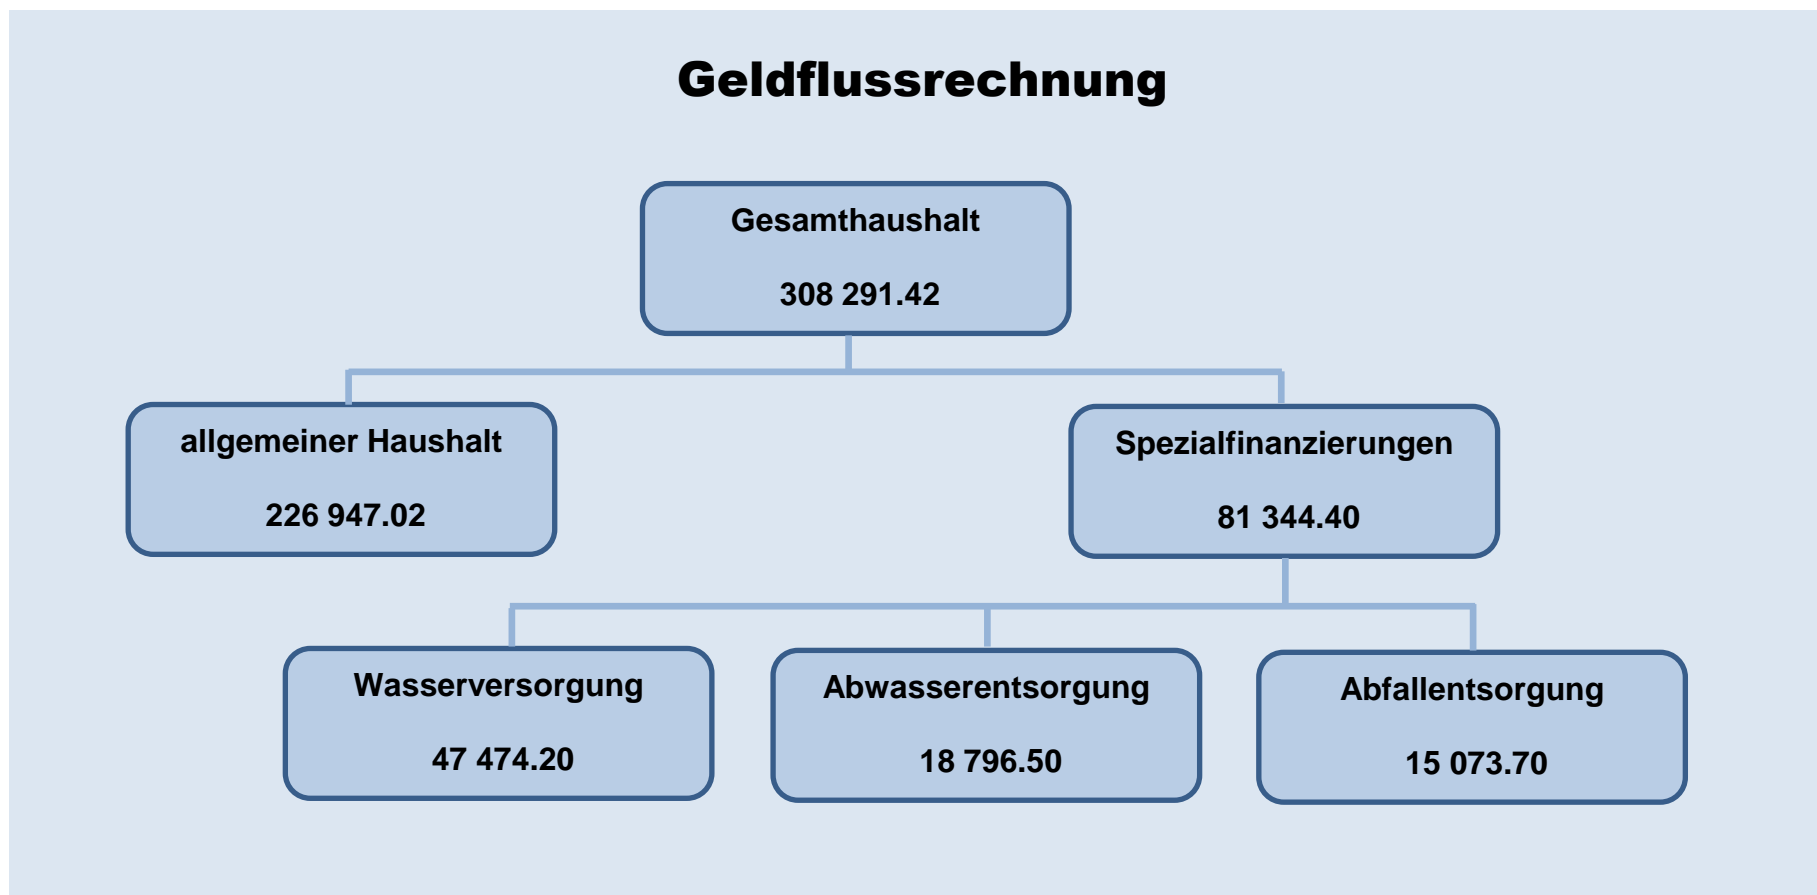 Geldflussrechnung
Gesamthaushalt
308 291.42
allgemeiner Haushalt
226 947.02
Spezialfinanzierungen
81 344.40
Wasserversorgung
47 474.20
Abwasserentsorgung
18 796.50
Abfallentsorgung
15 073.70